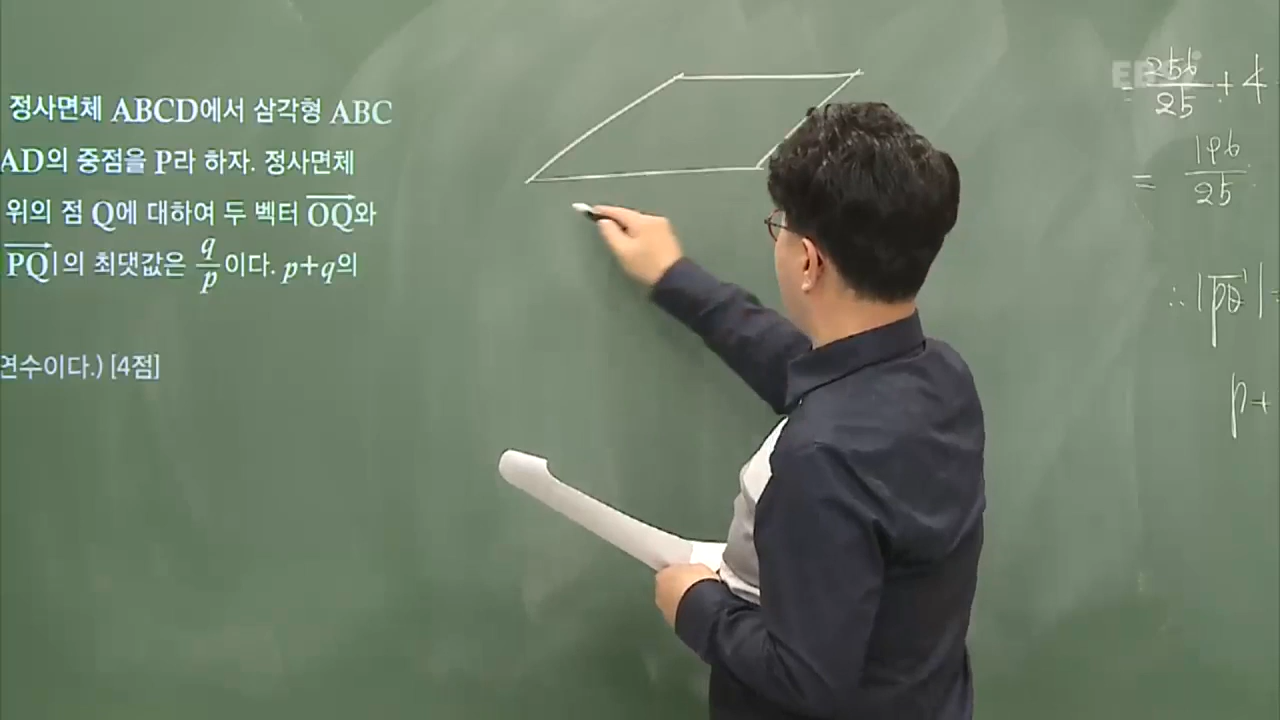 정사면체 ABCD에서 삼각형 ABC
AD의 중점을 P라 하자. 정사면체
위의 점 Q에 대하여 두 벡터 OQ와
PQ|의 최댓값은 q/p이다. p+q의
연수이다.) [4점]
= 256/25 + 4
= 196/25
∴ |PQ'| =
p+